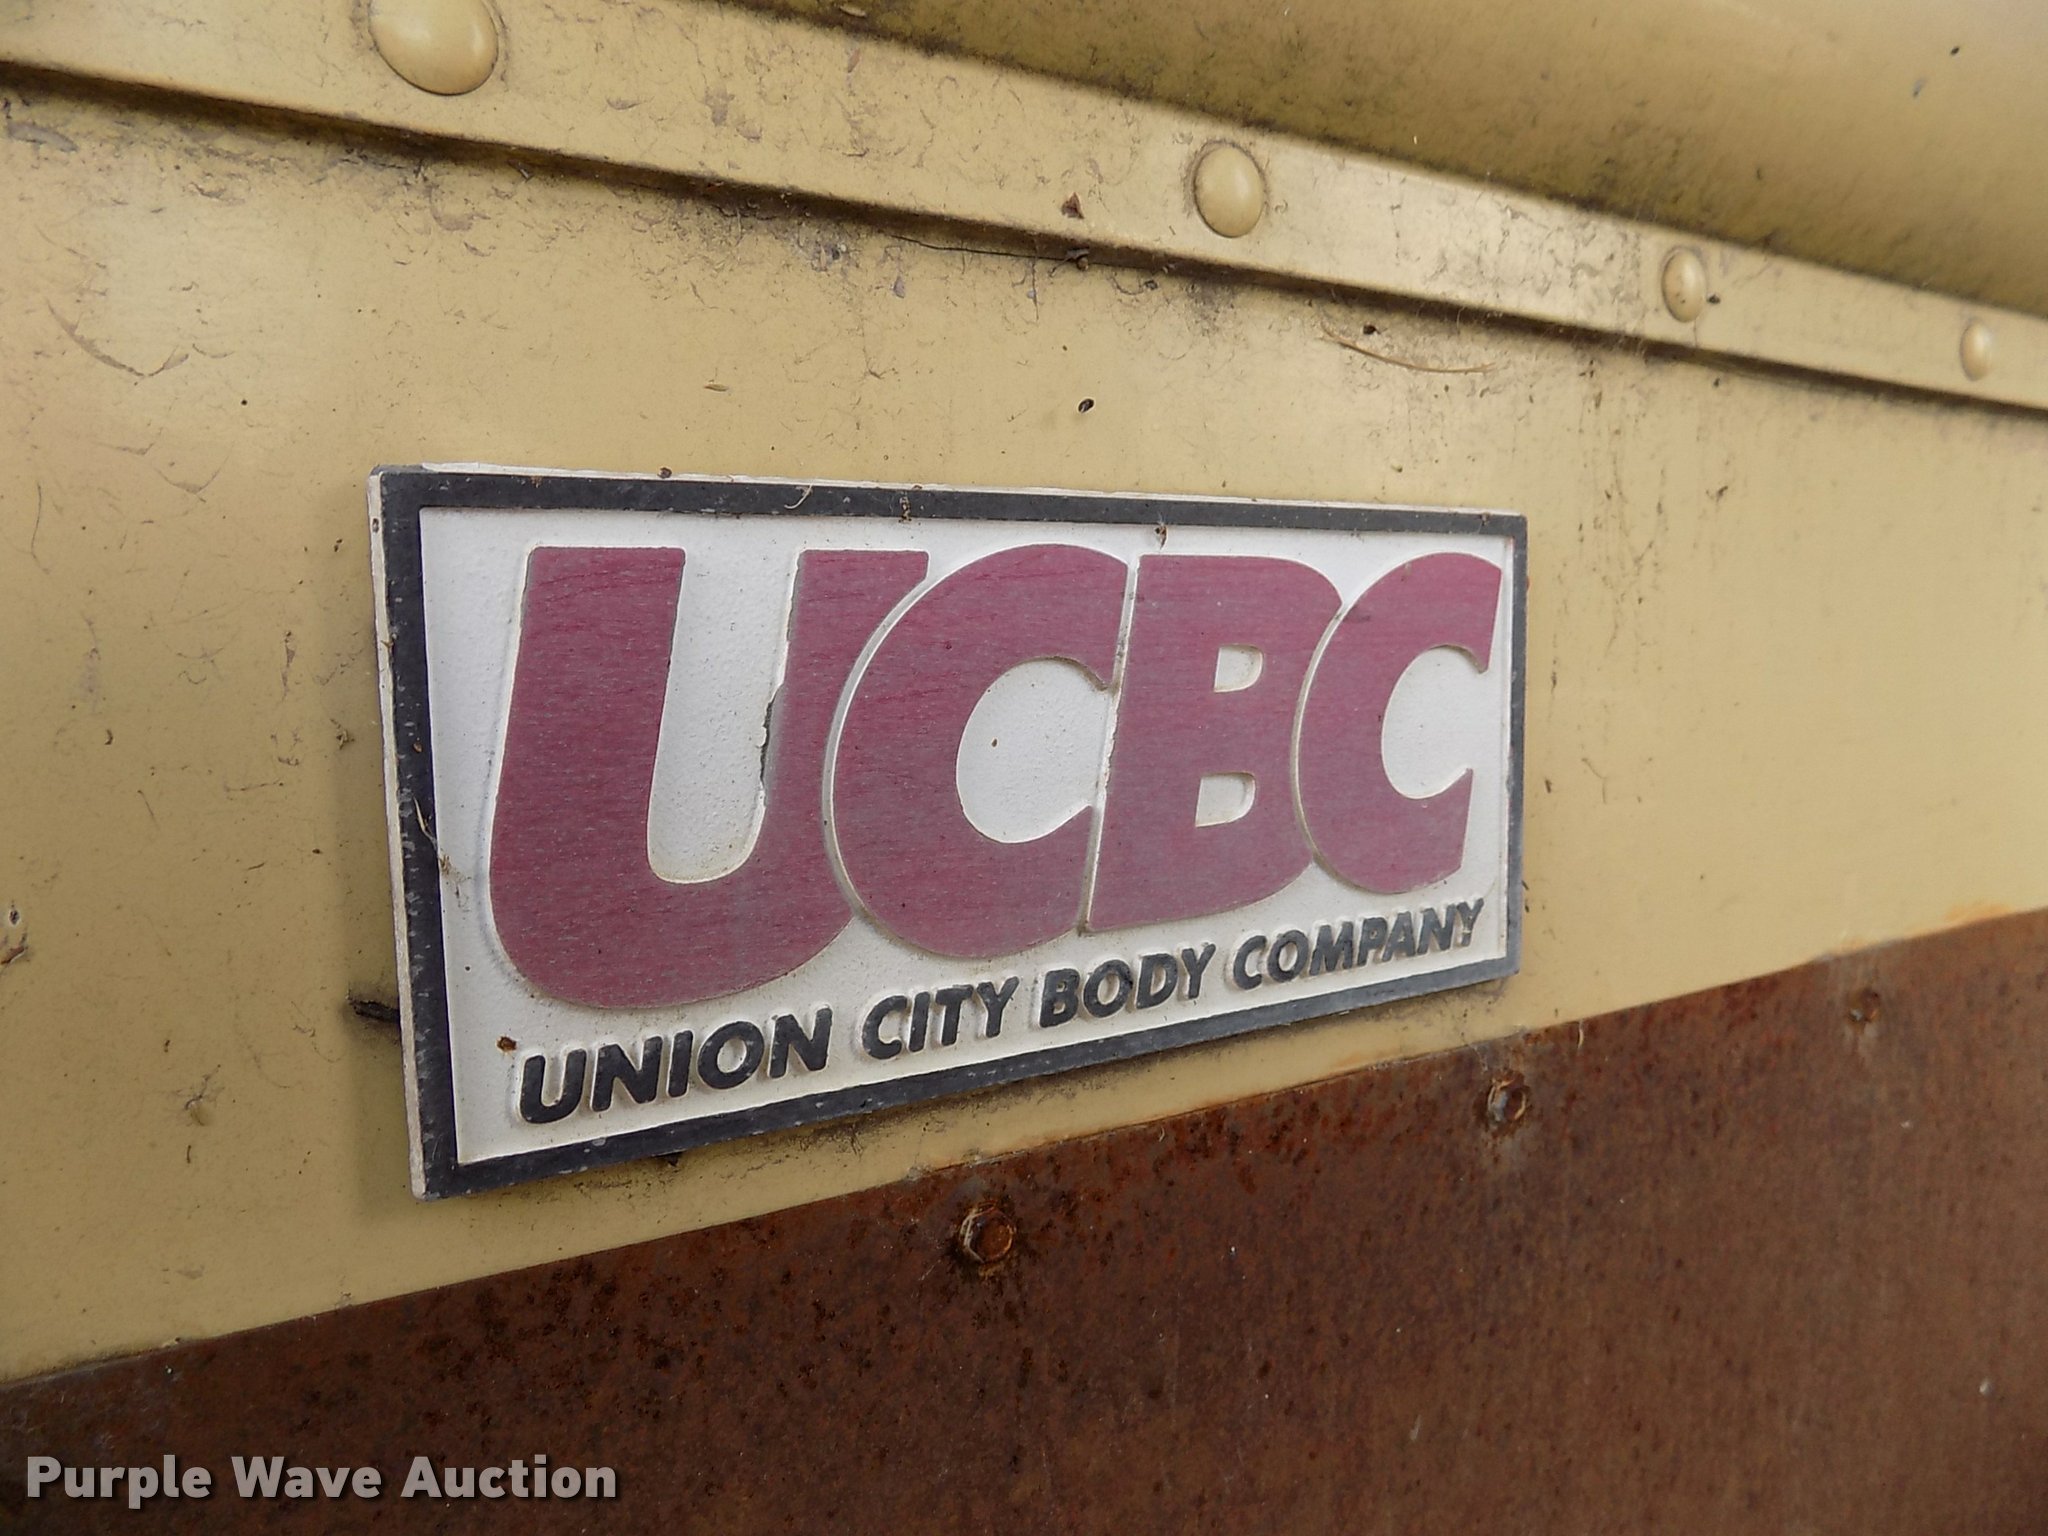 UCBC
UNION CITY BODY COMPANY
Purple Wave Auction